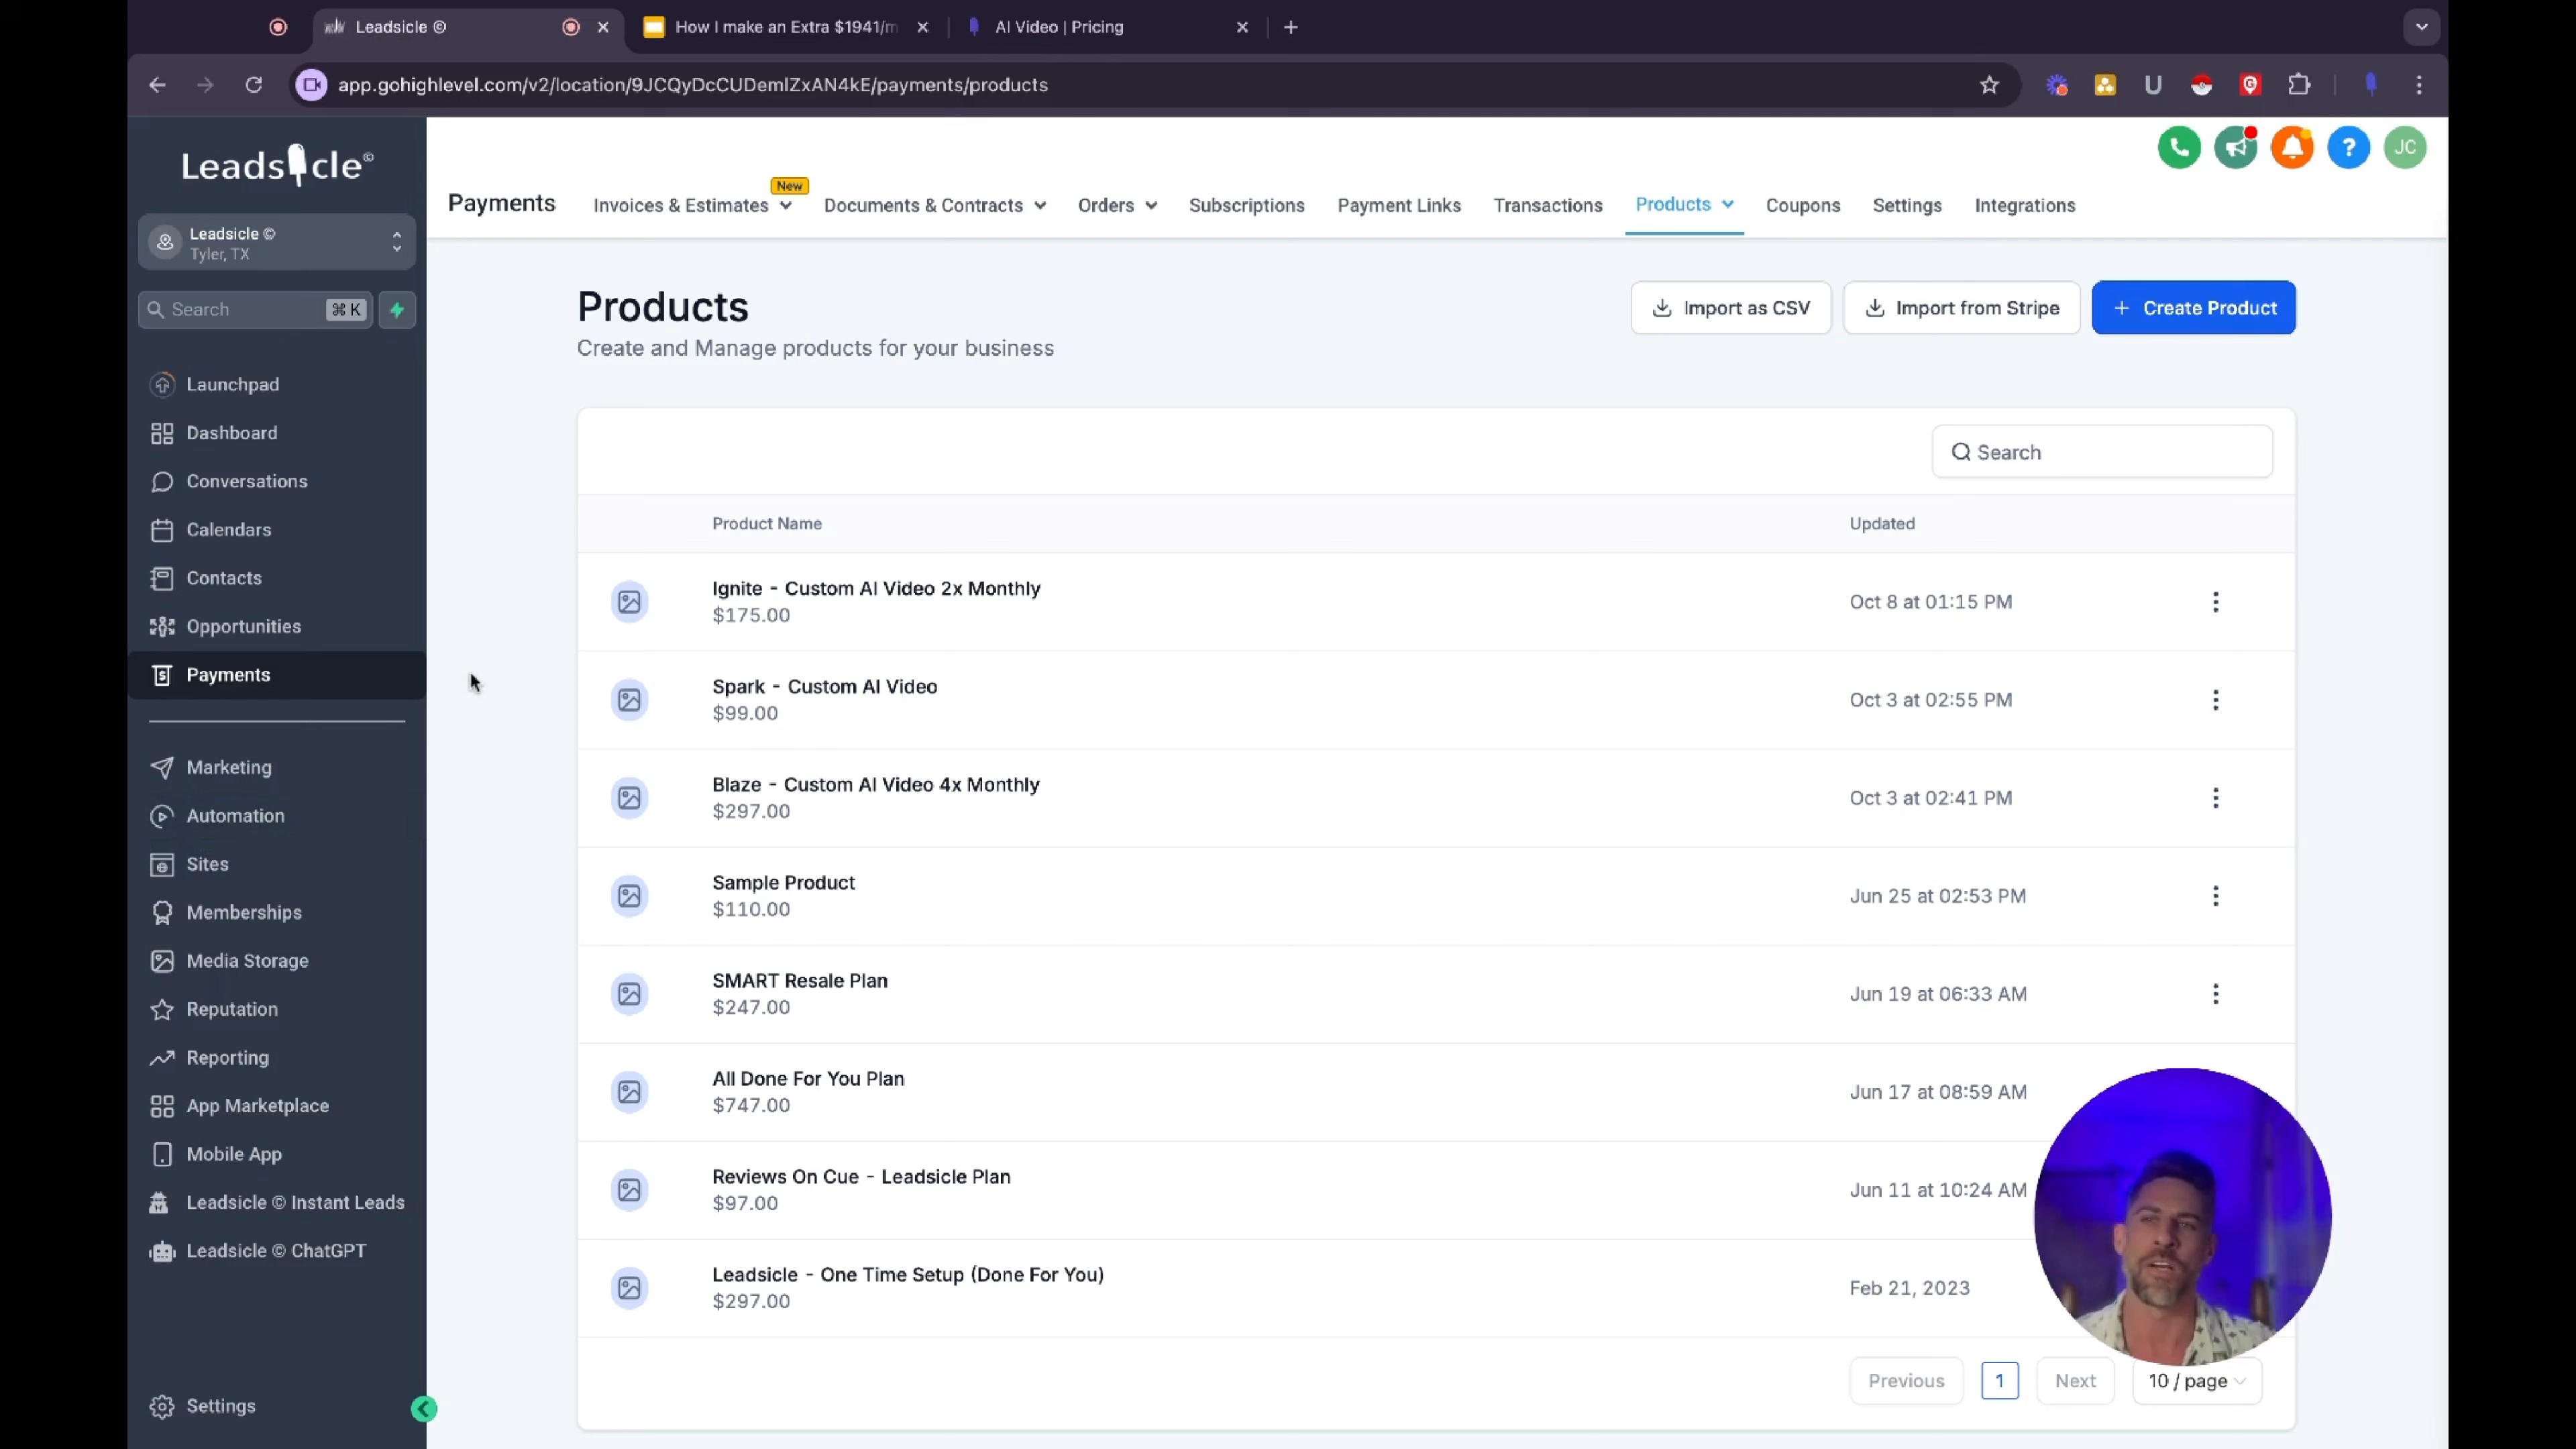 Leadsicle ©
How I make an Extra $1941/m
AI Video | Pricing
app.gohighlevel.com/v2/location/9JCQyDcCUDemIZxAN4kE/payments/products
Leadsicle©
Leadsicle ©
Tyler, TX
Search
⌘ K
Launchpad
Dashboard
Conversations
Calendars
Contacts
Opportunities
Payments
Marketing
Automation
Sites
Memberships
Media Storage
Reputation
Reporting
App Marketplace
Mobile App
Leadsicle © Instant Leads
Leadsicle © ChatGPT
Settings
U
G
?
JC
Payments
Invoices & Estimates
New
Documents & Contracts
Orders
Subscriptions
Payment Links
Transactions
Products
Coupons
Settings
Integrations
Products
Create and Manage products for your business
Import as CSV
Import from Stripe
+ Create Product
Search
Product Name
Updated
Ignite - Custom AI Video 2x Monthly
$175.00
Oct 8 at 01:15 PM
Spark - Custom AI Video
$99.00
Oct 3 at 02:55 PM
Blaze - Custom AI Video 4x Monthly
$297.00
Oct 3 at 02:41 PM
Sample Product
$110.00
Jun 25 at 02:53 PM
SMART Resale Plan
$247.00
Jun 19 at 06:33 AM
All Done For You Plan
$747.00
Jun 17 at 08:59 AM
Reviews On Cue - Leadsicle Plan
$97.00
Jun 11 at 10:24 AM
Leadsicle - One Time Setup (Done For You)
$297.00
Feb 21, 2023
Previous
1
Next
10 / page